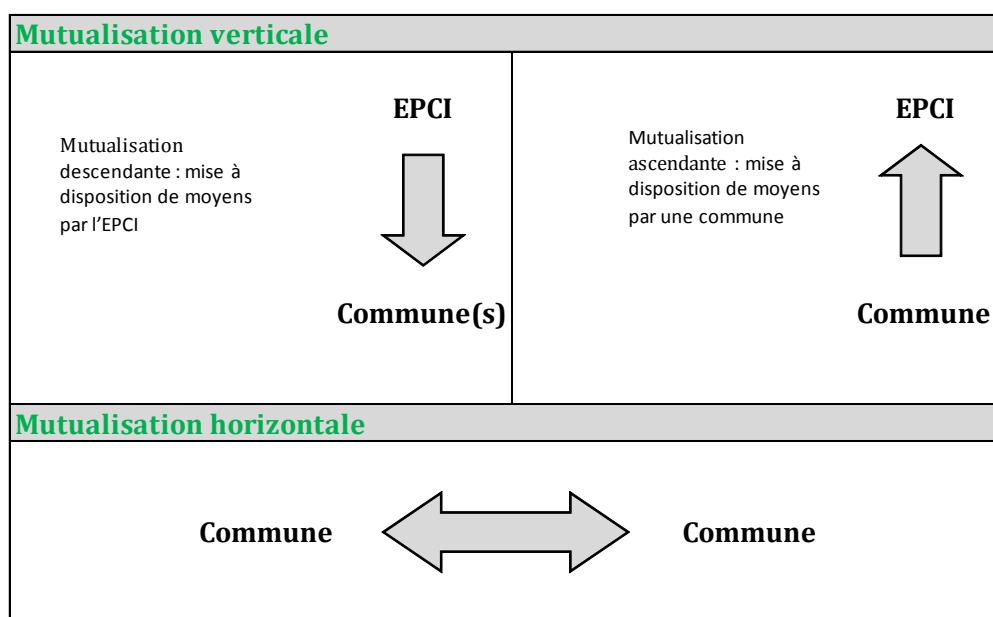 Mutualisation verticale
EPCI
Mutualisation
descendante : mise à
disposition de moyens
par l'EPCI
Commune(s)
EPCI
Mutualisation
ascendante : mise à
disposition de moyens
par une commune
Commune
Mutualisation horizontale
Commune
Commune